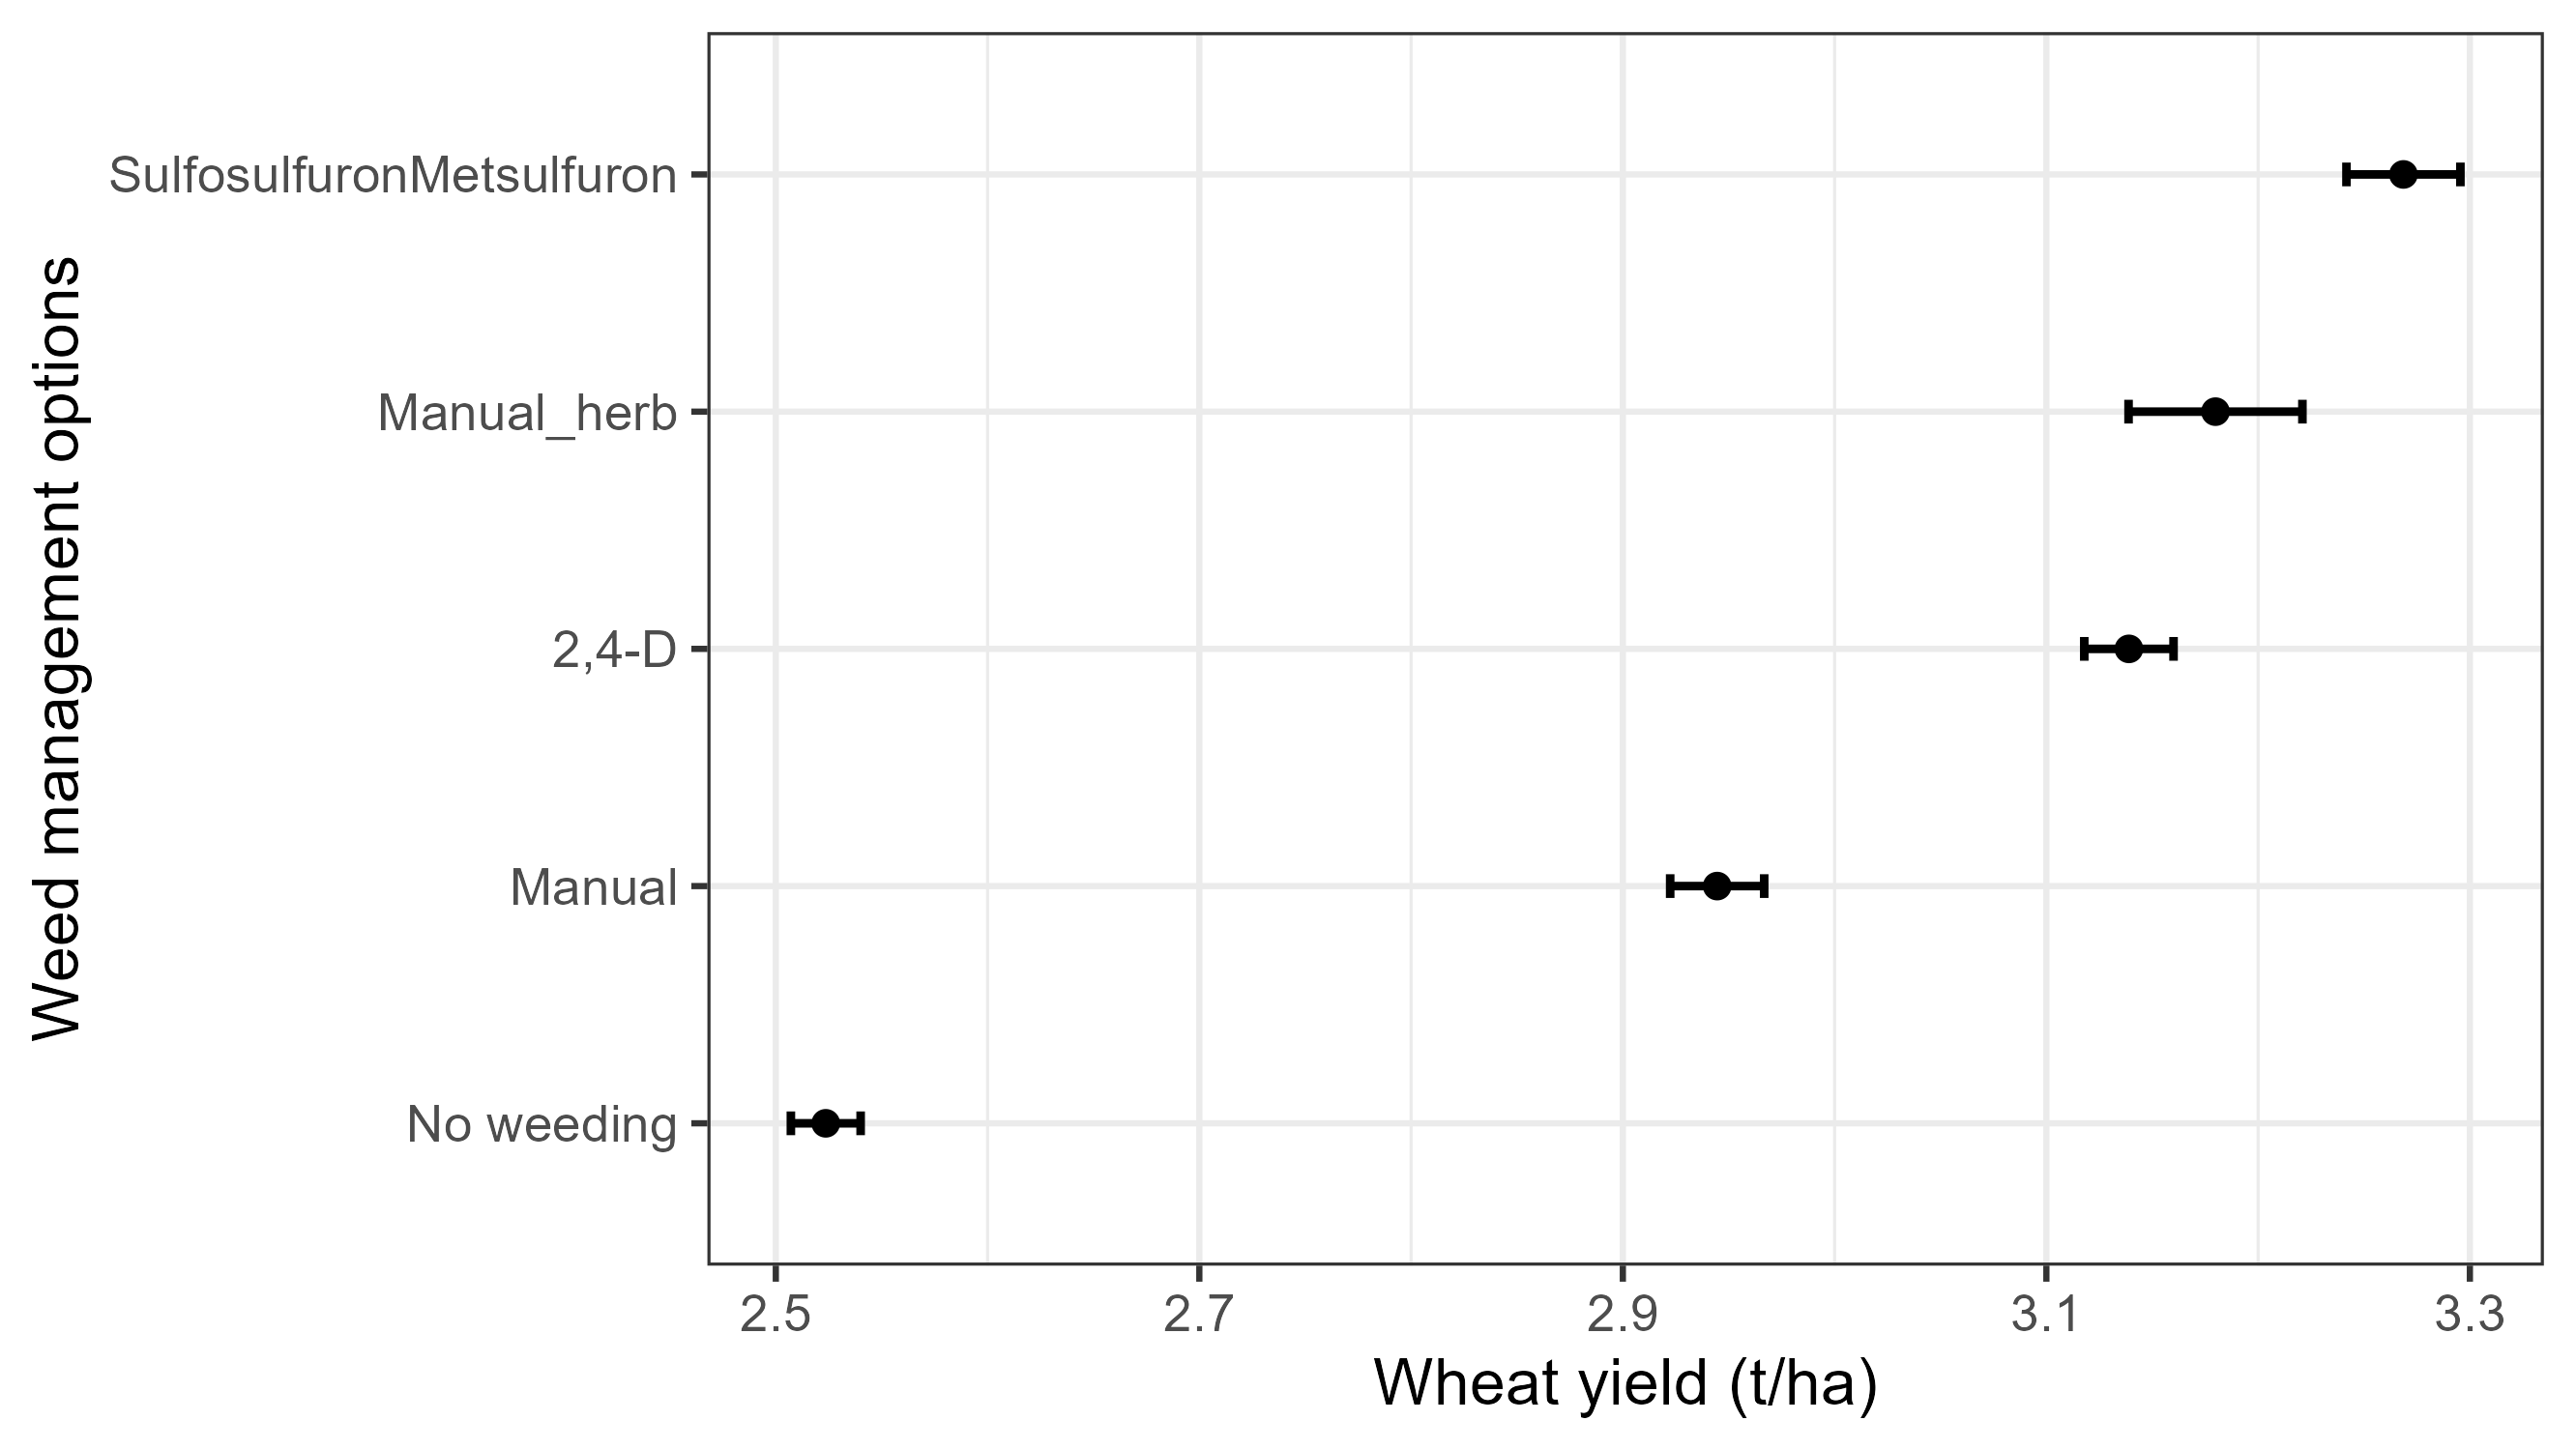 Weed management options
SulfosulfuronMetsulfuron
Manual_herb
2,4-D
Manual
No weeding
2.5 2.7 2.9 3.1 3.3
Wheat yield (t/ha)